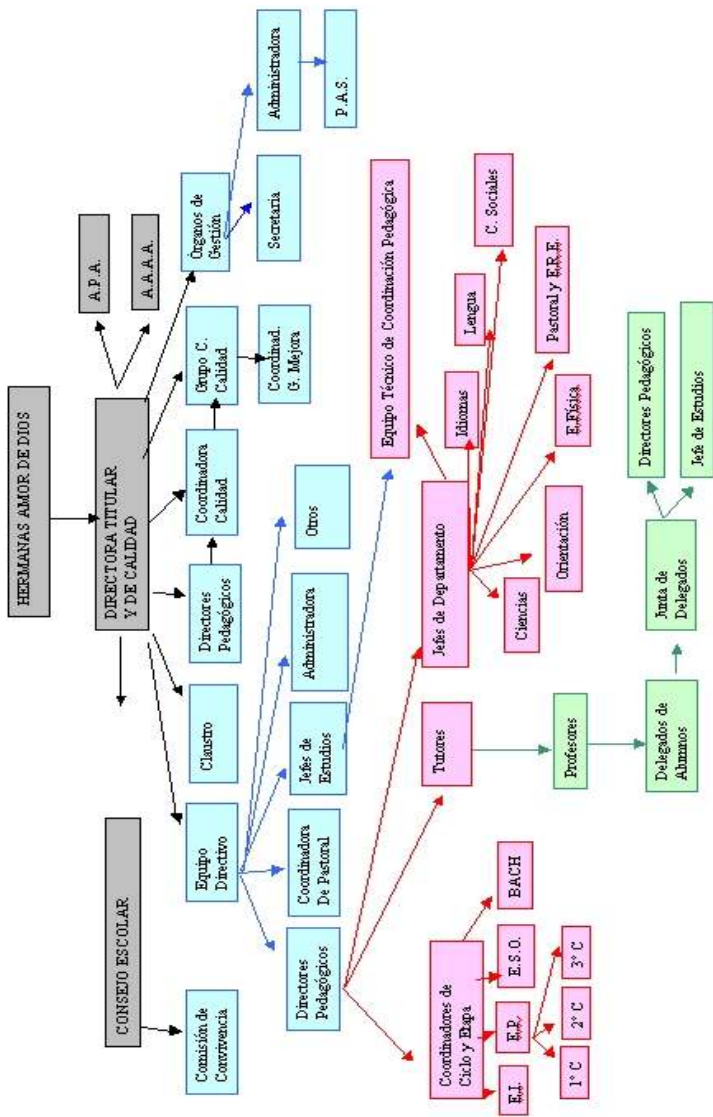 HERMANAS AMOR DE DIOS
CONSEJO ESCOLAR
DIRECTORA TITULAR
Y DE CALIDAD
A.P.A.
A.A.A.A.
Comisión de
Convivencia
Equipo
Directivo
Claustro
Directores
Pedagógicos
Coordinadora
Calidad
Grupo C.
Calidad
Órganos de
Gestión
Directores
Pedagógicos
Coordinadora
De Pastoral
Jefes de
Estudios
Administradora
Otros
Coordinad.
G. Mejora
Secretaria
Administradora
P.A.S.
Equipo Técnico de Coordinación Pedagógica
Coordinadores de
Ciclo y Etapa
Tutores
Jefes de Departamento
Idiomas
Lengua
C. Sociales
E.I.
E.P.
E.S.O.
BACH
Ciencias
Orientación
E.Física
Pastoral y E.R.E.
1º C
2º C
3º C
Profesores
Delegados de
Alumnos
Junta de
Delegados
Directores Pedagógicos
Jefe de Estudios